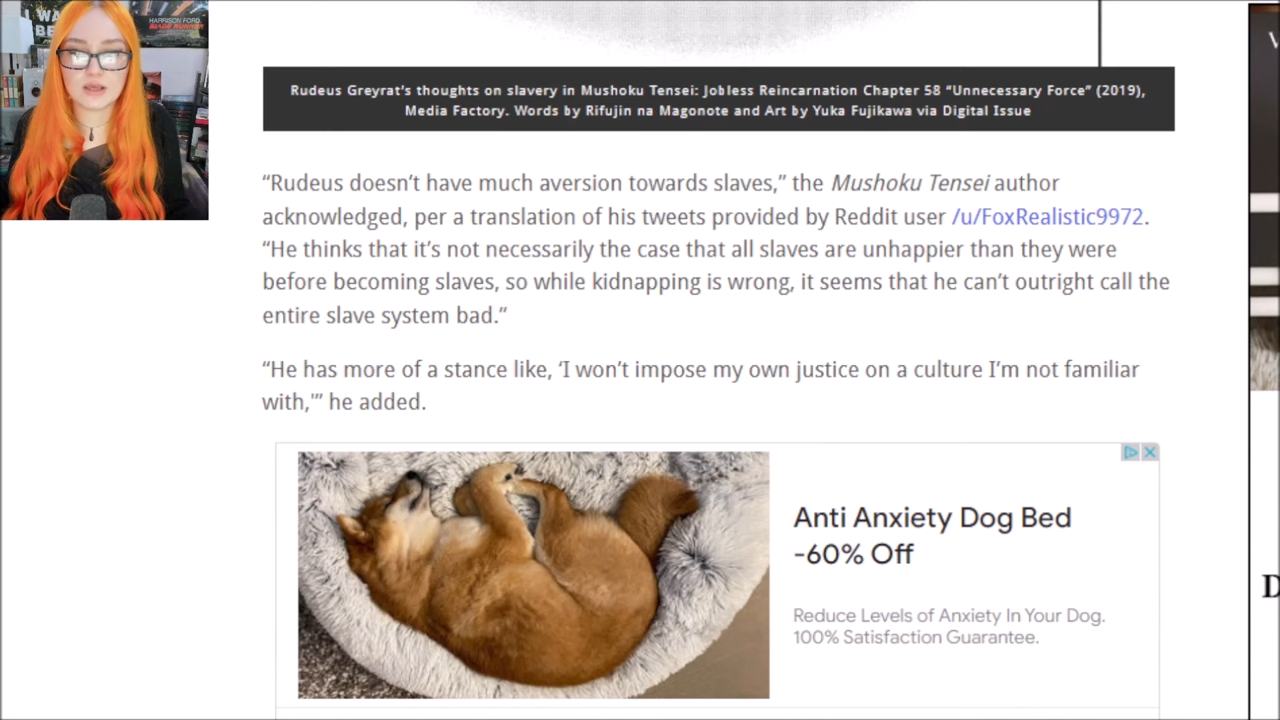 HARRISON FORD
BLADE RUNNER
Rudeus Greyrat's thoughts on slavery in Mushoku Tensei: Jobless Reincarnation Chapter 58 “Unnecessary Force” (2019),
Media Factory. Words by Rifujin na Magonote and Art by Yuka Fujikawa via Digital Issue
“Rudeus doesn’t have much aversion towards slaves,” the Mushoku Tensei author
acknowledged, per a translation of his tweets provided by Reddit user /u/FoxRealistic9972.
“He thinks that it’s not necessarily the case that all slaves are unhappier than they were
before becoming slaves, so while kidnapping is wrong, it seems that he can’t outright call the
entire slave system bad.”
“He has more of a stance like, ‘I won’t impose my own justice on a culture I’m not familiar
with,'” he added.
Anti Anxiety Dog Bed
-60% Off
Reduce Levels of Anxiety In Your Dog.
100% Satisfaction Guarantee.